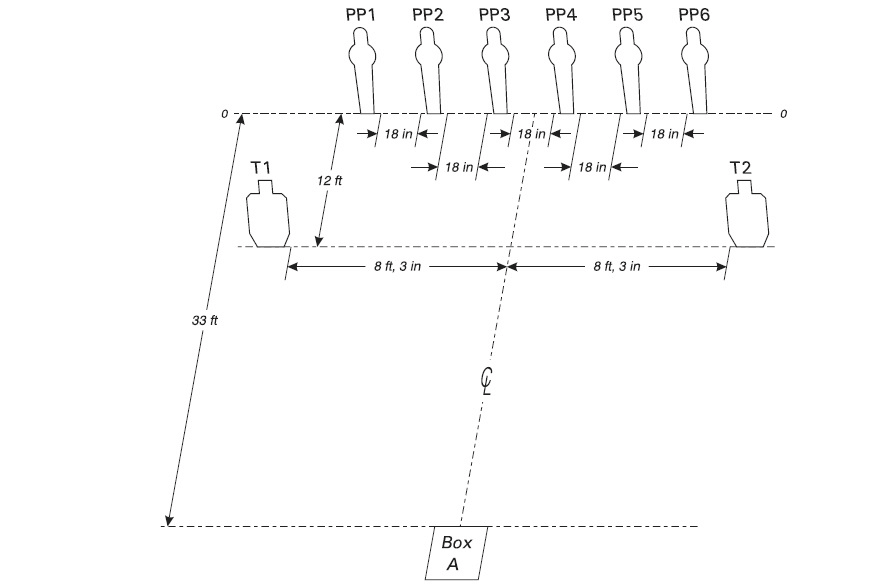 PP1 PP2 PP3 PP4 PP5 PP6
0 0
18 in 18 in 18 in
18 in 18 in
T1 12 ft T2
8 ft, 3 in 8 ft, 3 in
33 ft
CL
Box
A